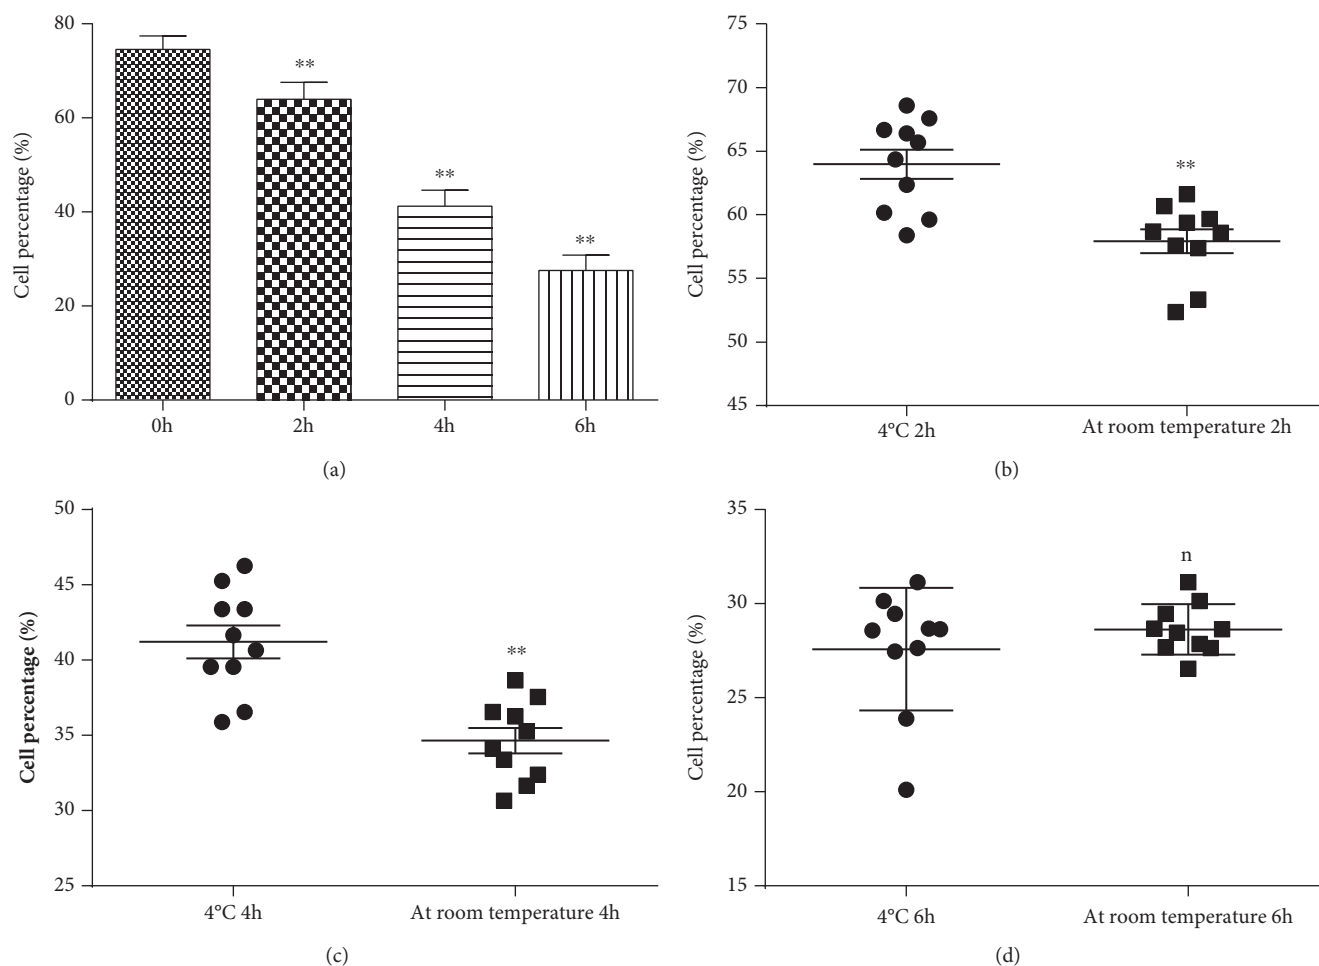 80
60
40
20
0
Cell percentage (%)
**
**
**
0h
2h
4h
6h
(a)
75
70
65
60
55
50
45
Cell percentage (%)
**
4°C 2h
At room temperature 2h
(b)
50
45
40
35
30
25
Cell percentage (%)
**
4°C 4h
At room temperature 4h
(c)
35
30
25
20
15
Cell percentage (%)
n
4°C 6h
At room temperature 6h
(d)